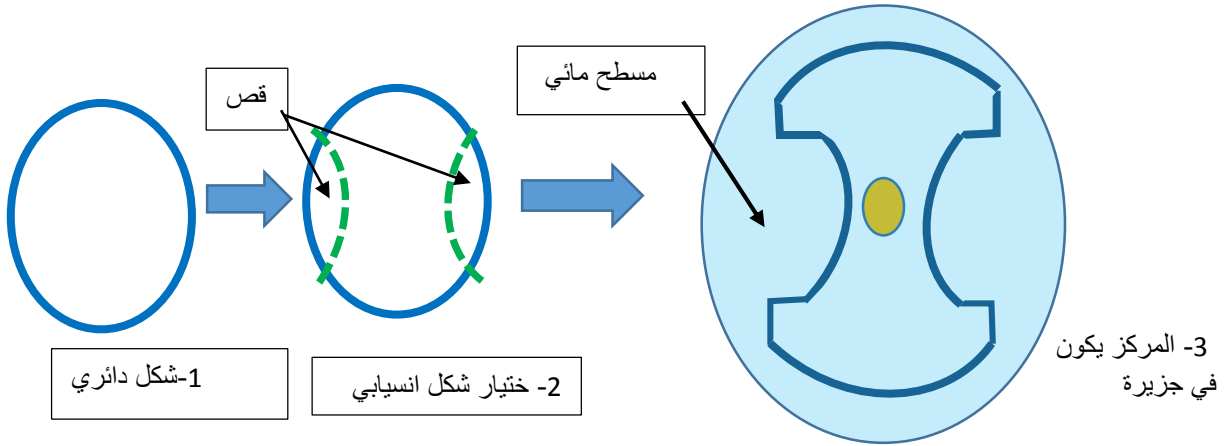 قص
مسطح مائي
1-شكل دائري
2- ختيار شكل انسيابي
3- المركز يكون
في جزيرة